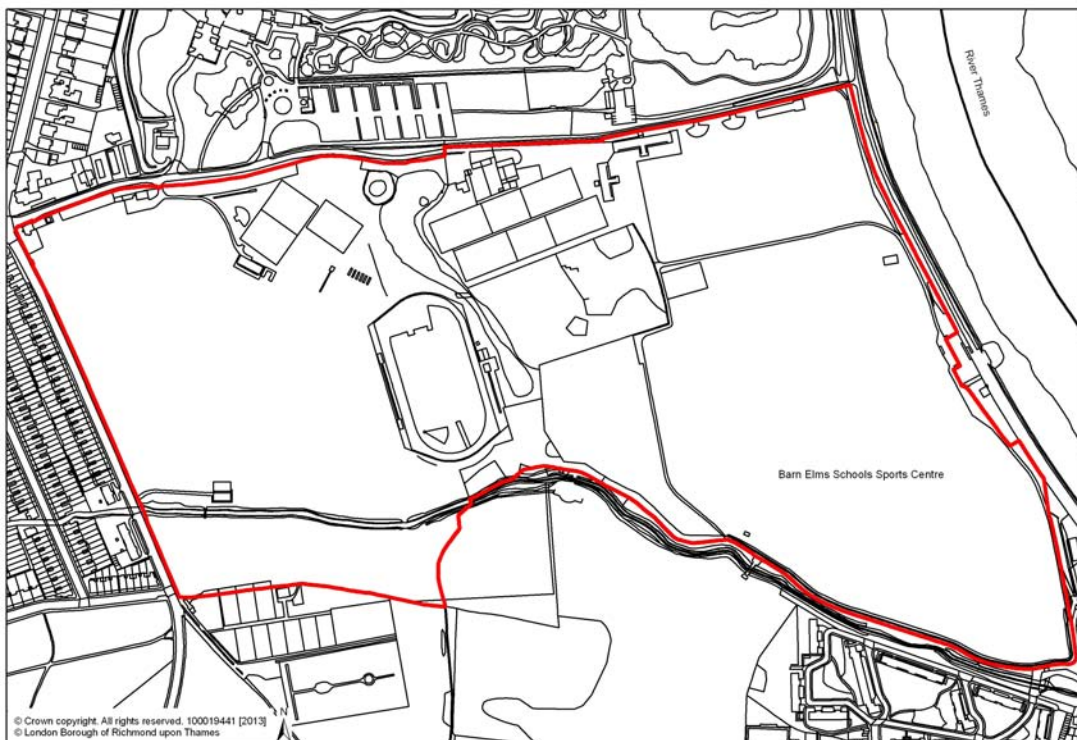 River Thames
Barn Elms Schools Sports Centre
N
© Crown copyright. All rights reserved. 100019441 [2013]
© London Borough of Richmond upon Thames